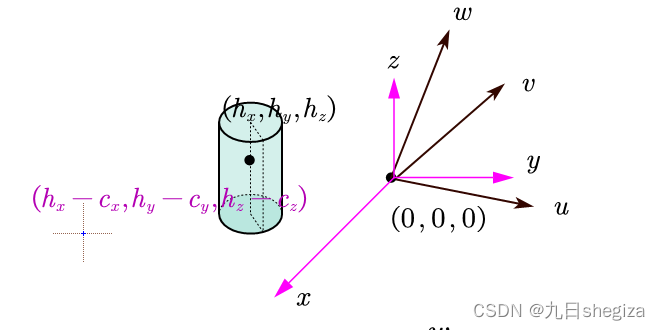 w
z
v
(h_x, h_y, h_z)
y
(h_x − c_x, h_y − c_y, h_z − c_z)
u
(0, 0, 0)
x
CSDN @九日shegiza